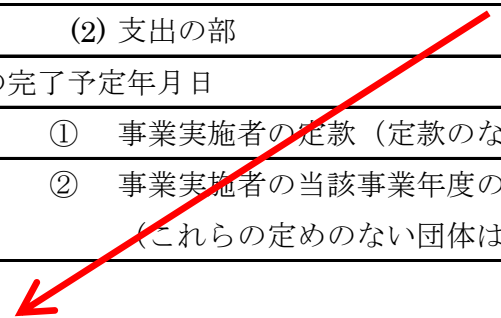 (2) 支出の部
の完了予定年月日
① 事業実施者の定款（定款のな
② 事業実施者の当該事業年度の
（これらの定めのない団体は